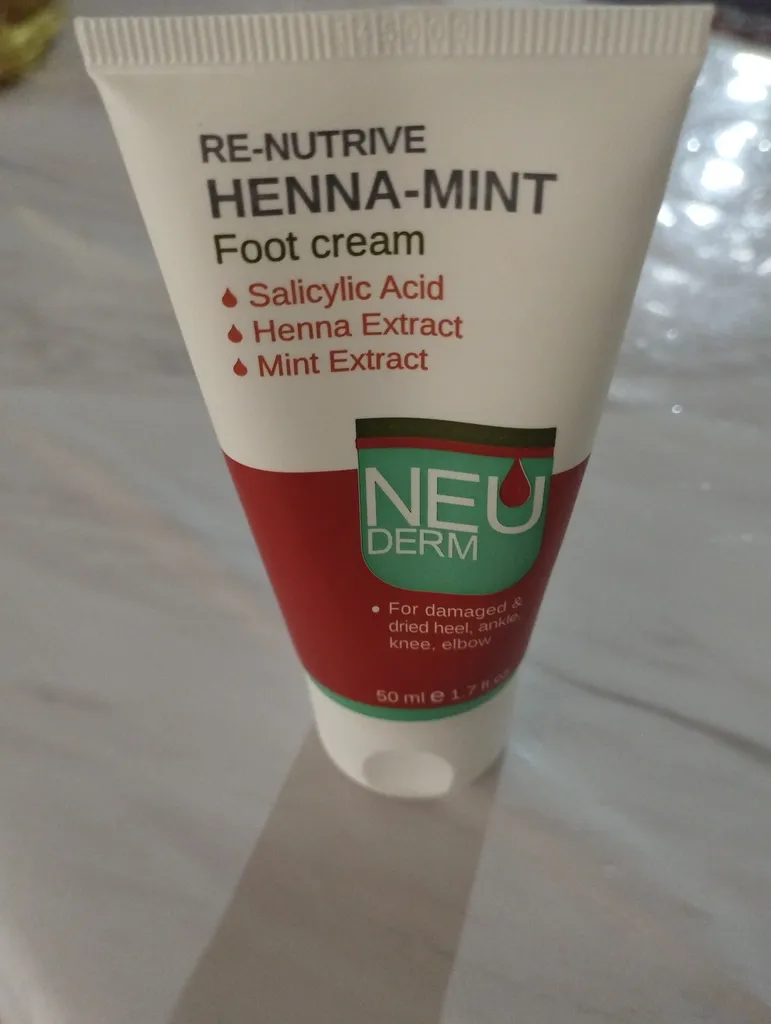 RE-NUTRIVE
HENNA-MINT
Foot cream
Salicylic Acid
Henna Extract
Mint Extract
NEU
DERM
• For damaged &
dried heel, ankle,
knee, elbow
50 ml e 1.7 fl.oz